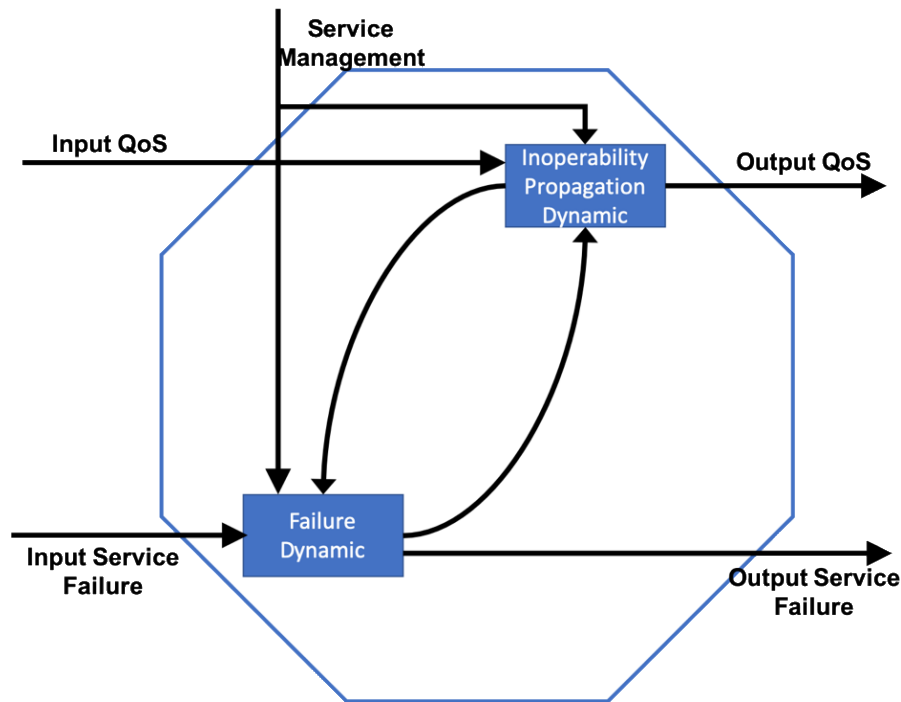 Service
Management
Input QoS
Inoperability
Propagation
Dynamic
Output QoS
Failure
Dynamic
Input Service
Failure
Output Service
Failure